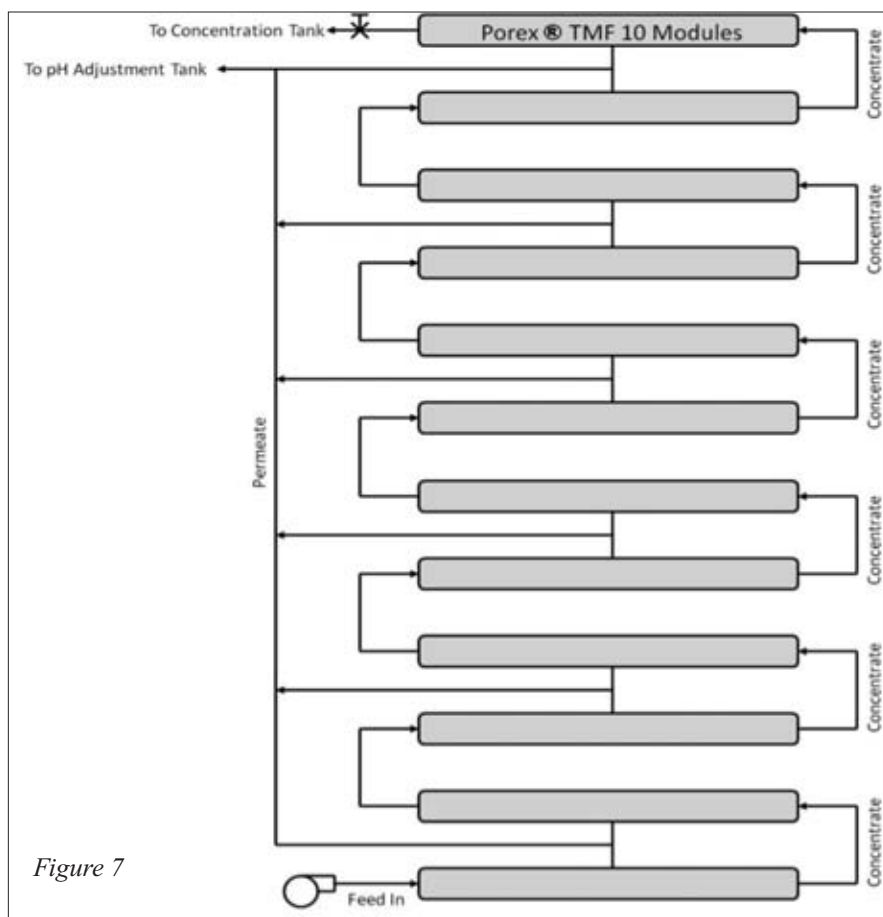 To Concentration Tank
Porex ® TMF 10 Modules
To pH Adjustment Tank
Concentrate
Concentrate
Concentrate
Permeate
Concentrate
Concentrate
Concentrate
Figure 7
Feed In